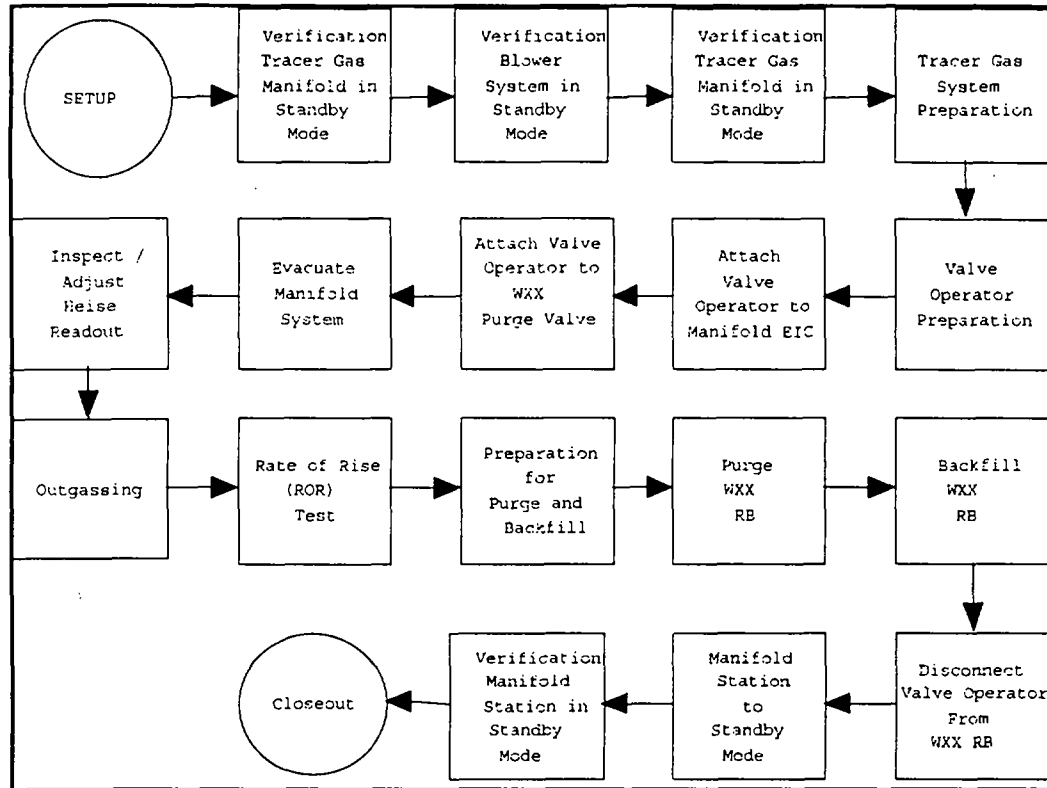 SETUP
Verification
Tracer Gas
Manifold in
Standby
Mode
Verification
Blower
System in
Standby
Mode
Verification
Tracer Gas
Manifold in
Standby
Mode
Tracer Gas
System
Preparation
Inspect /
Adjust
Heise
Readout
Evacuate
Manifold
System
Attach Valve
Operator to
WXX
Purge Valve
Attach
Valve
Operator to
Manifold EIC
Valve
Operator
Preparation
Outgassing
Rate of Rise
(ROR)
Test
Preparation
for
Purge and
Backfill
Purge
WXX
RB
Backfill
WXX
RB
Closeout
Verification
Manifold
Station in
Standby
Mode
Manifold
Station
to
Standby
Mode
Disconnect
Valve Operator
From
WXX RB